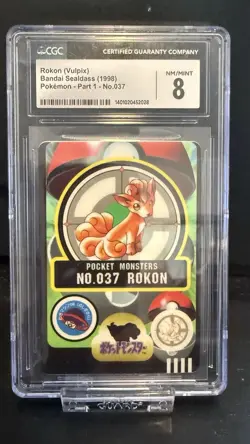 CGC
CERTIFIED GUARANTY COMPANY
Rokon (Vulpix)
Bandai Sealdass (1998)
Pokémon - Part 1 - No.037
1401020452028
NM/MINT
8
POCKET MONSTERS
NO.037 ROKON
ポケットモンスター